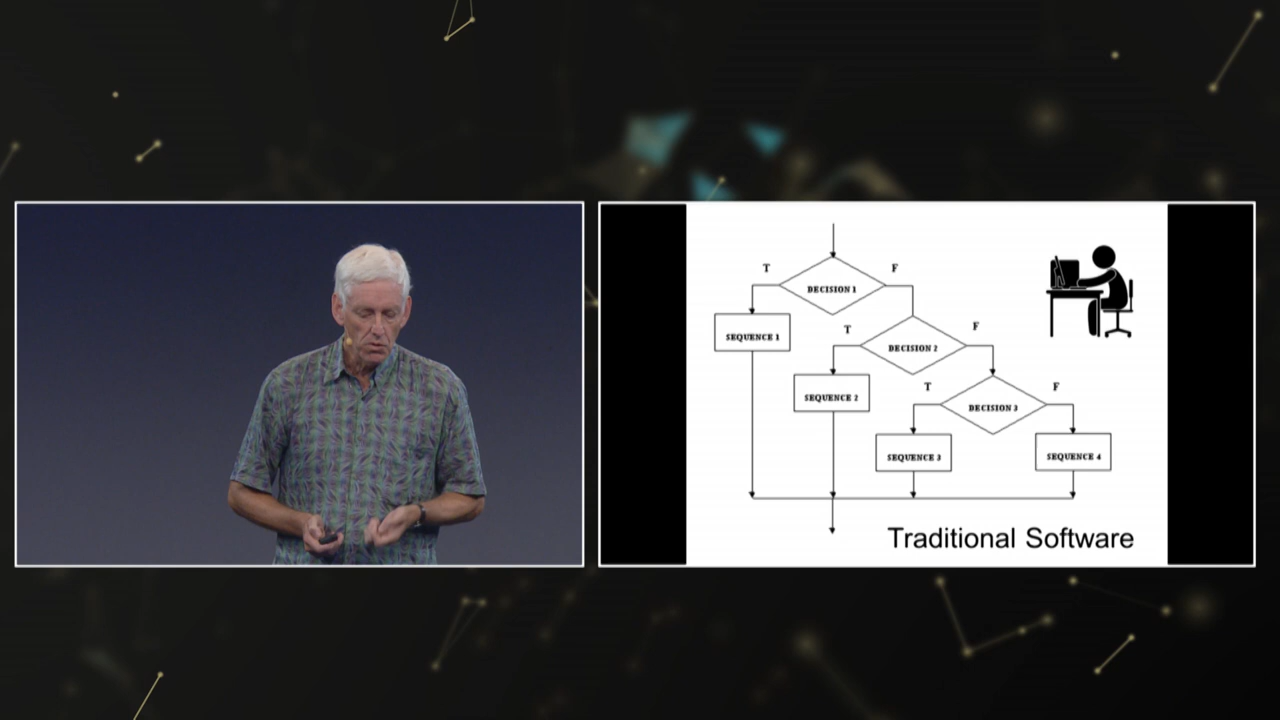 T
F
DECISION 1
SEQUENCE 1
T
F
DECISION 2
SEQUENCE 2
T
F
DECISION 3
SEQUENCE 3
SEQUENCE 4
Traditional Software